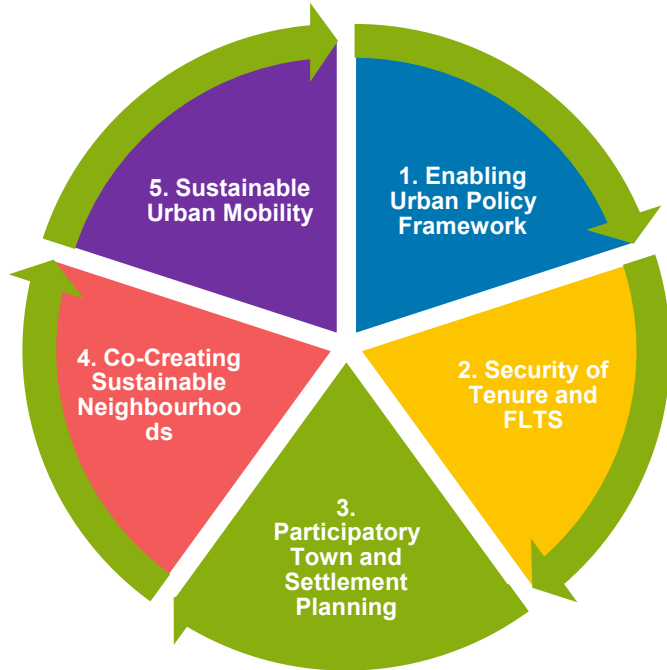 1. Enabling
Urban Policy
Framework
2. Security of
Tenure and
FLTS
3.
Participatory
Town and
Settlement
Planning
4. Co-Creating
Sustainable
Neighbourhoo
ds
5. Sustainable
Urban Mobility